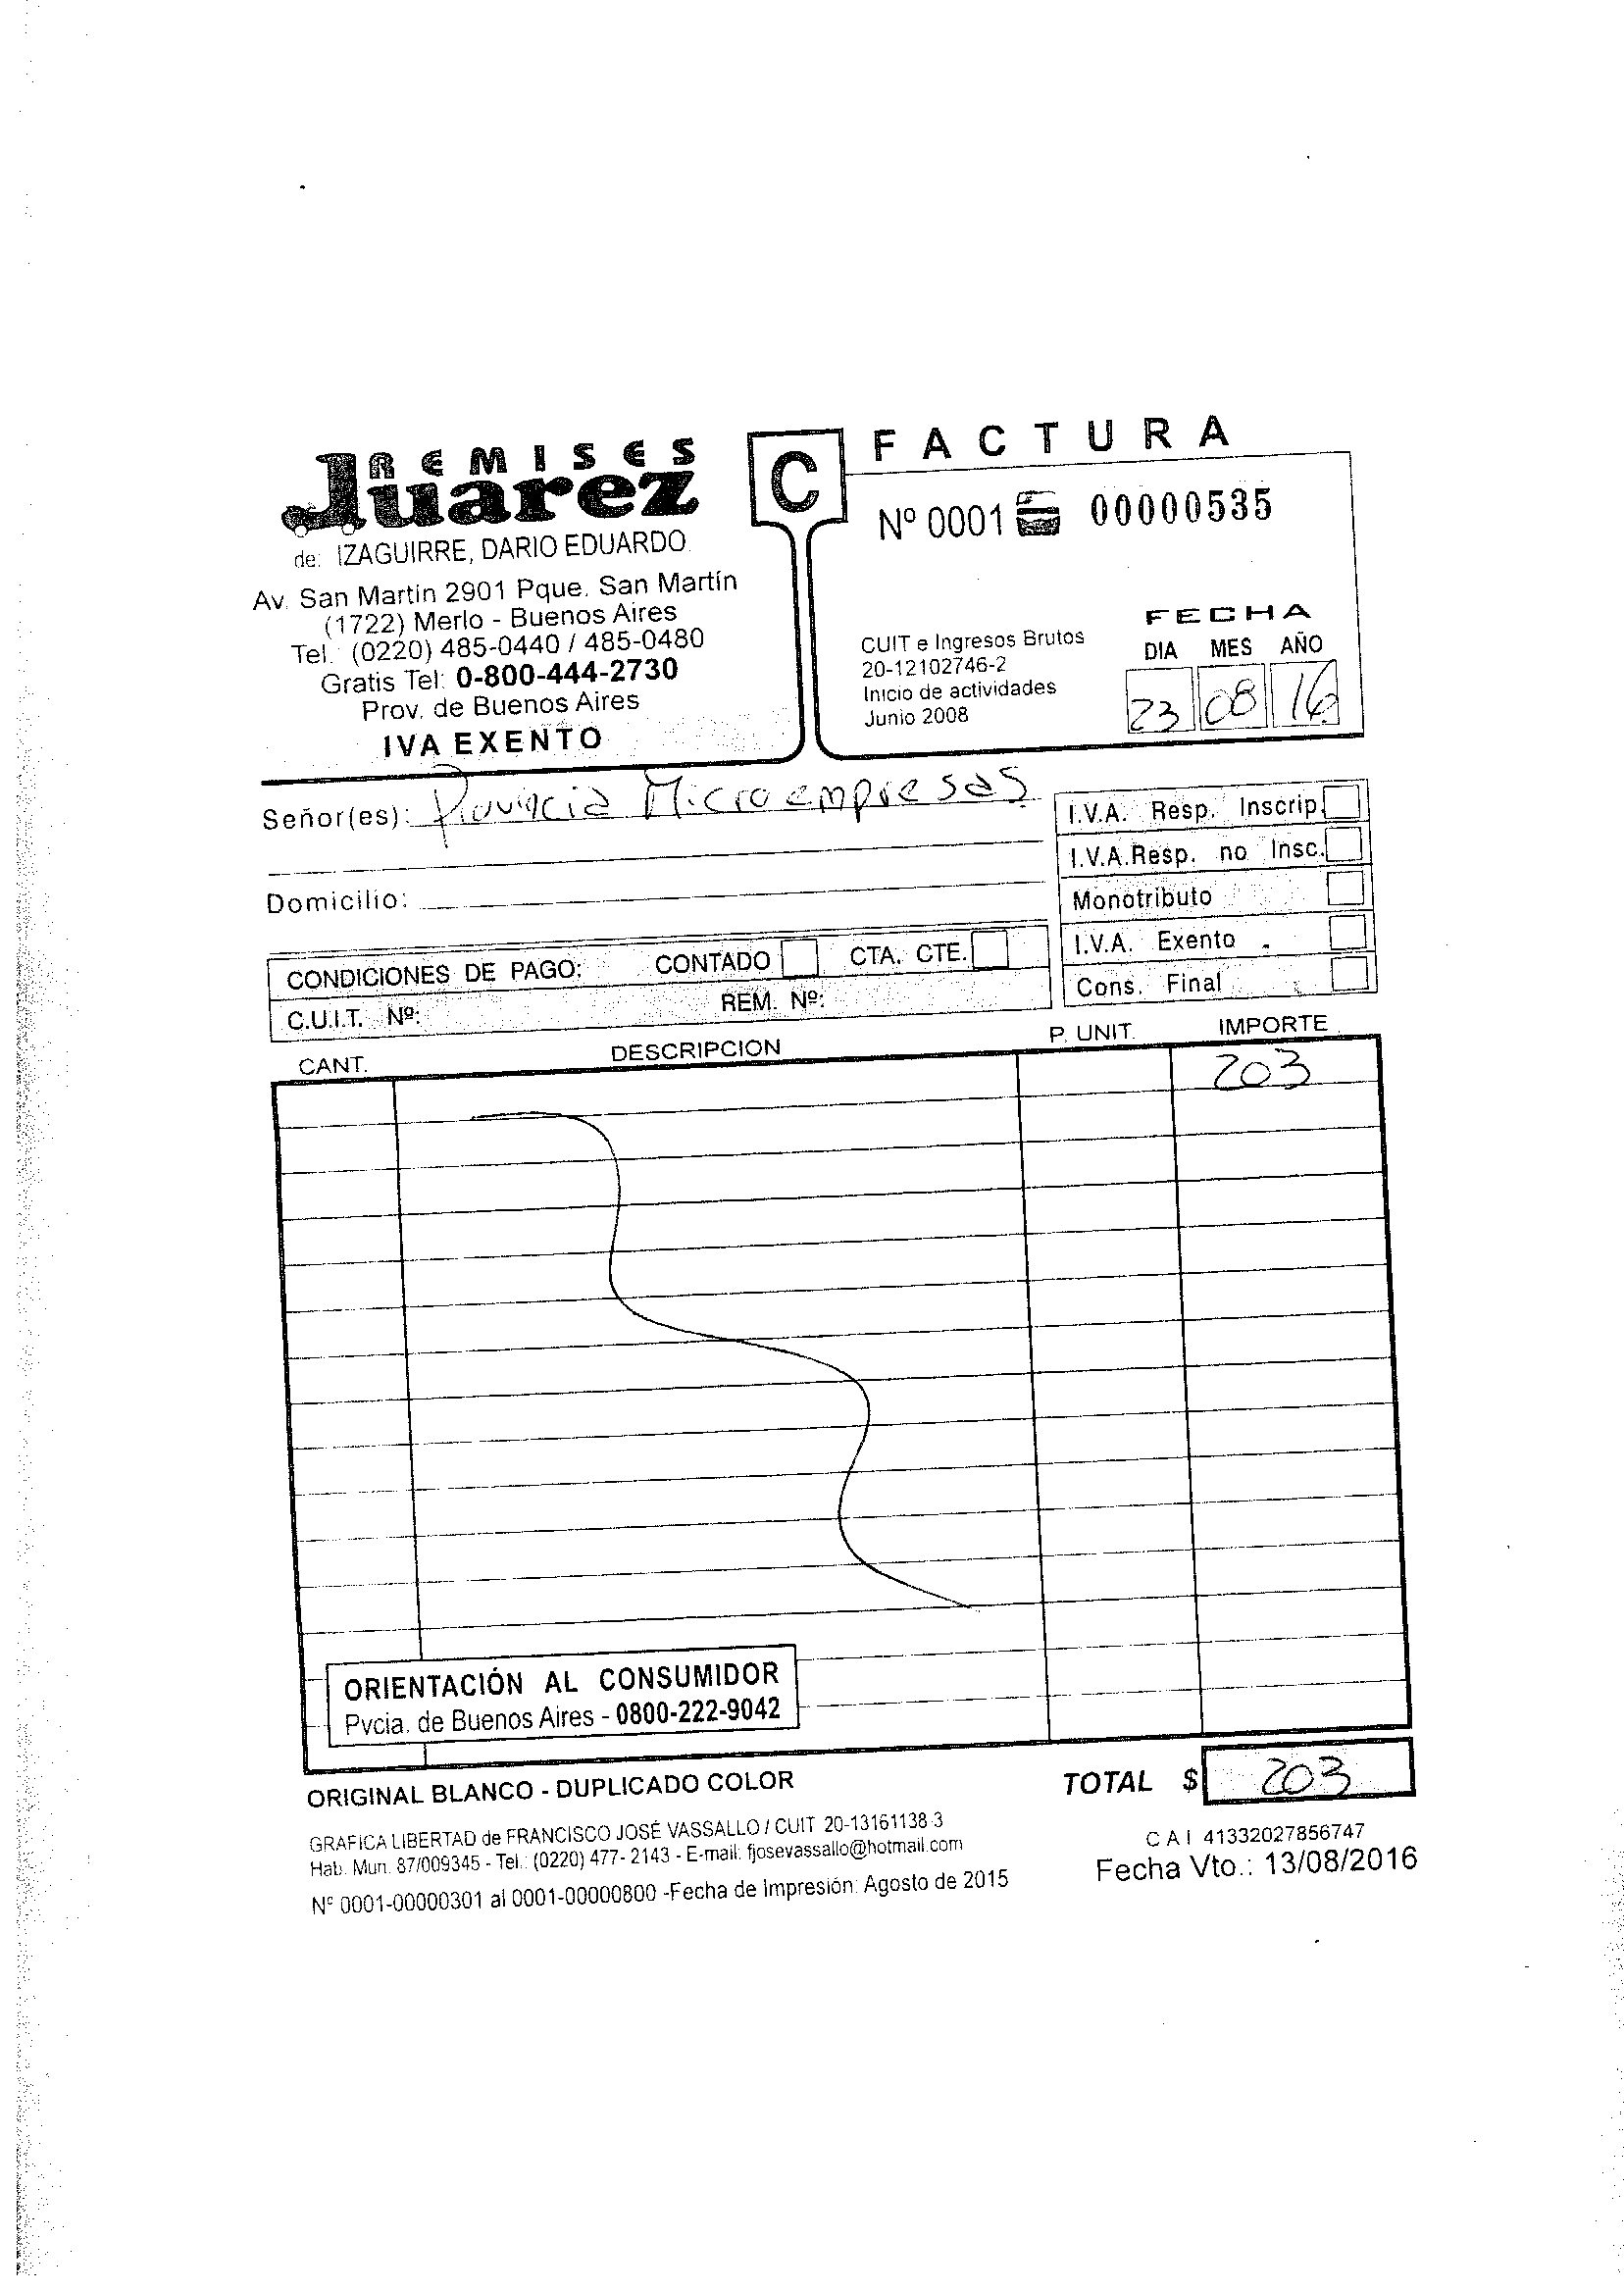 REMISES
Juarez
de: IZAGUIRRE, DARIO EDUARDO
Av. San Martín 2901 Pque. San Martín
(1722) Merlo - Buenos Aires
Tel.: (0220) 485-0440 / 485-0480
Gratis Tel: 0-800-444-2730
Prov. de Buenos Aires
IVA EXENTO
C
FACTURA
Nº 0001 00000535
FECHA
DIA MES AÑO
23 08 16
CUIT e Ingresos Brutos
20-12102746-2
Inicio de actividades
Junio 2008
Señor(es): Provincia Microempresas
Domicilio:
I.V.A. Resp. Inscrip.
I.V.A.Resp. no Insc.
Monotributo
I.V.A. Exento
Cons. Final
CONDICIONES DE PAGO: CONTADO CTA. CTE.
C.U.I.T. Nº: REM. Nº:
CANT. DESCRIPCION P. UNIT. IMPORTE
203
ORIENTACIÓN AL CONSUMIDOR
Pvcia. de Buenos Aires - 0800-222-9042
ORIGINAL BLANCO - DUPLICADO COLOR
TOTAL $ 203
GRAFICA LIBERTAD de FRANCISCO JOSÉ VASSALLO / CUIT 20-13161138-3
Hab. Mun. 87/009345 - Tel.: (0220) 477- 2143 - E-mail: fjosevassallo@hotmail.com
Nº 0001-00000301 al 0001-00000800 -Fecha de Impresión: Agosto de 2015
C A I 41332027856747
Fecha Vto.: 13/08/2016